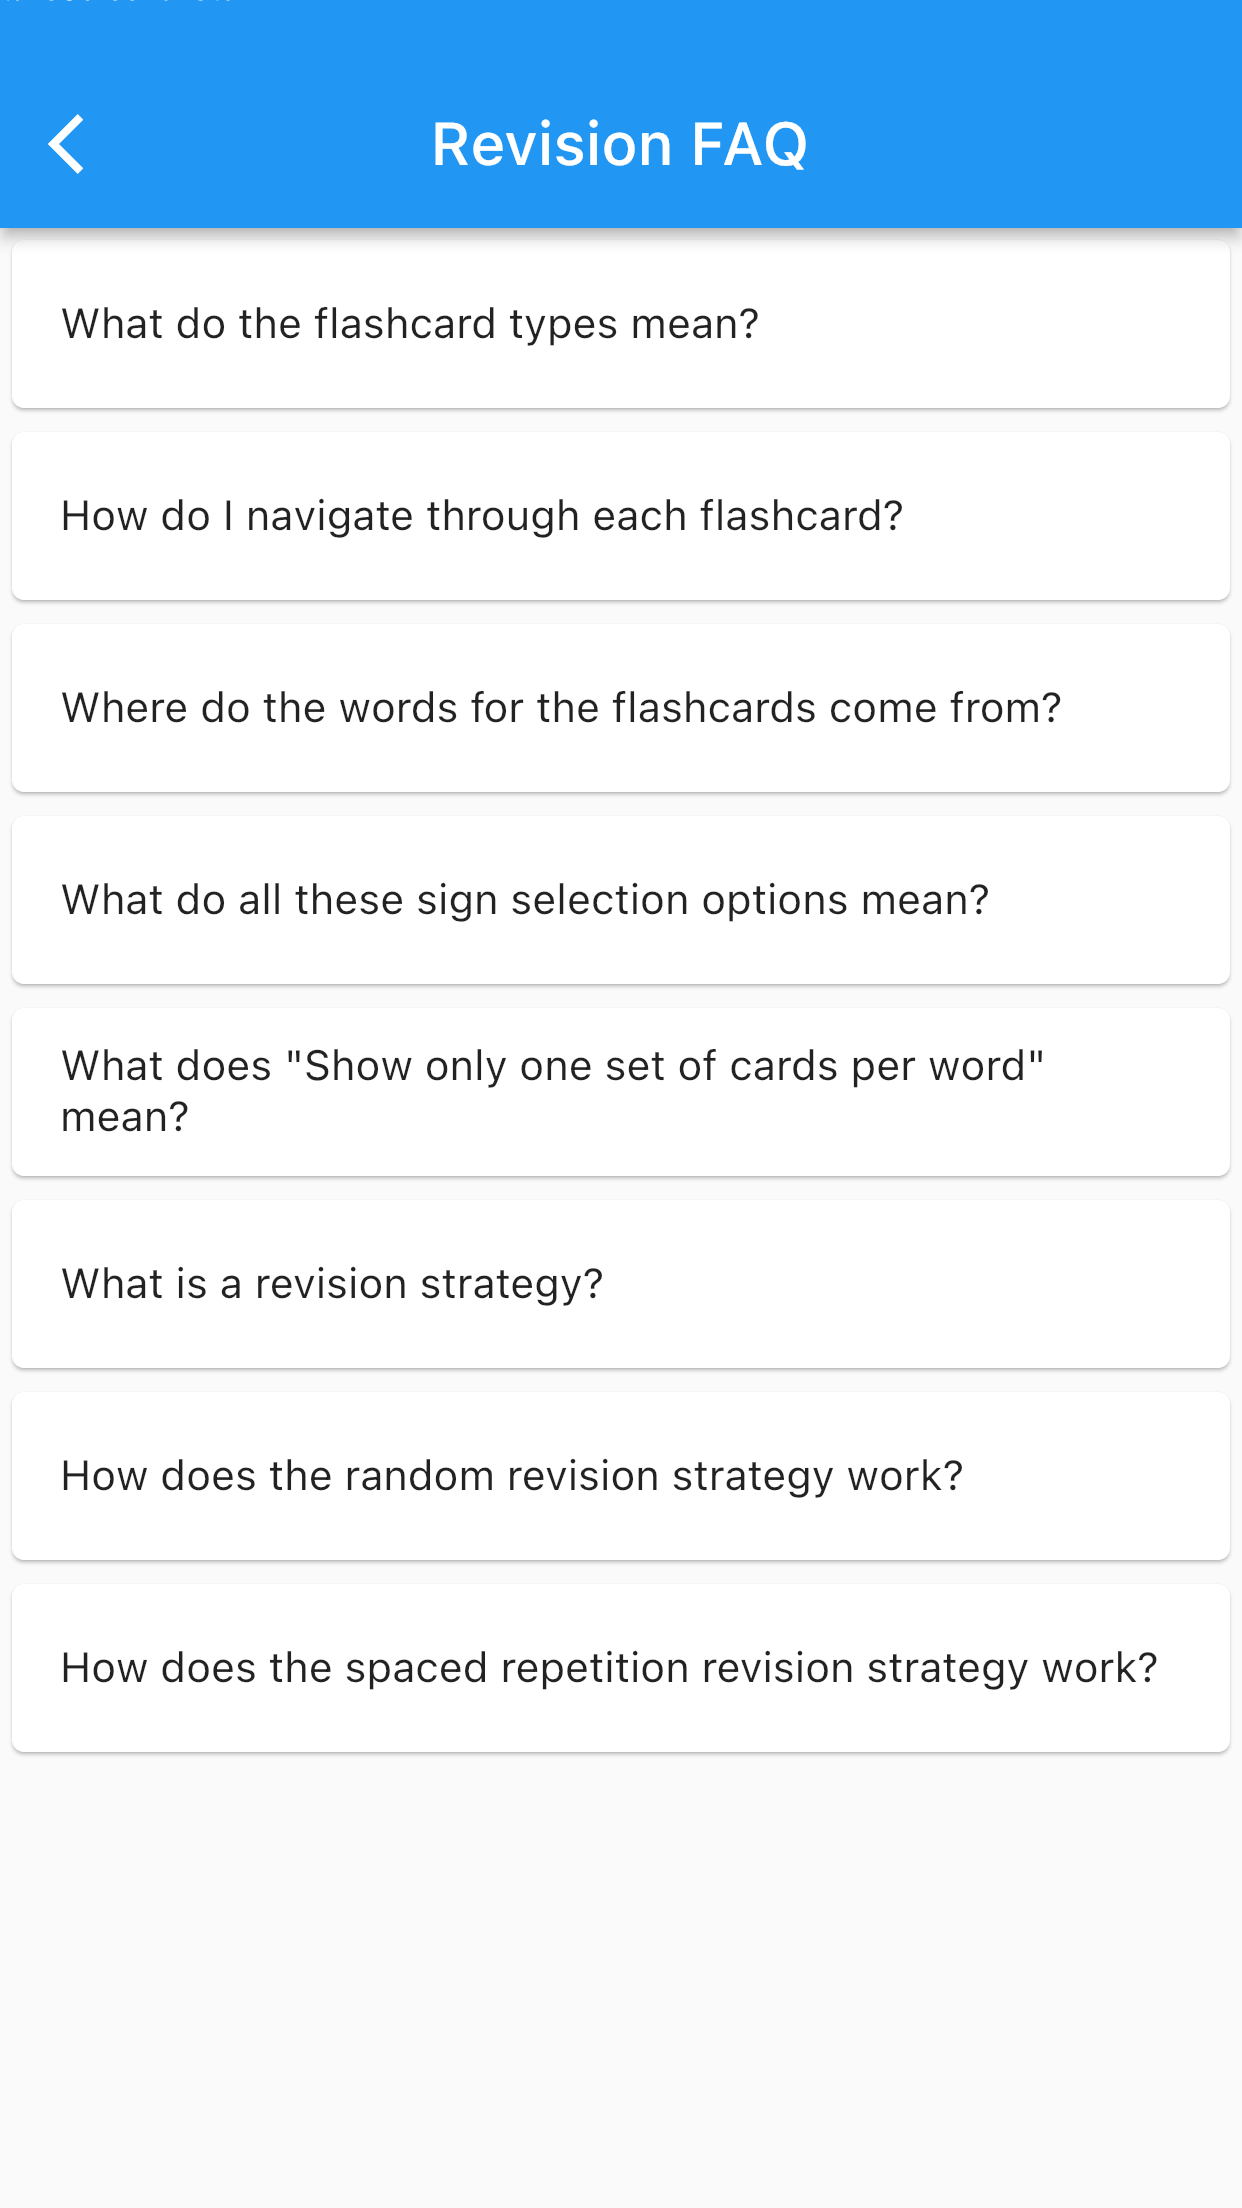 Revision FAQ
What do the flashcard types mean?
How do I navigate through each flashcard?
Where do the words for the flashcards come from?
What do all these sign selection options mean?
What does "Show only one set of cards per word"
mean?
What is a revision strategy?
How does the random revision strategy work?
How does the spaced repetition revision strategy work?